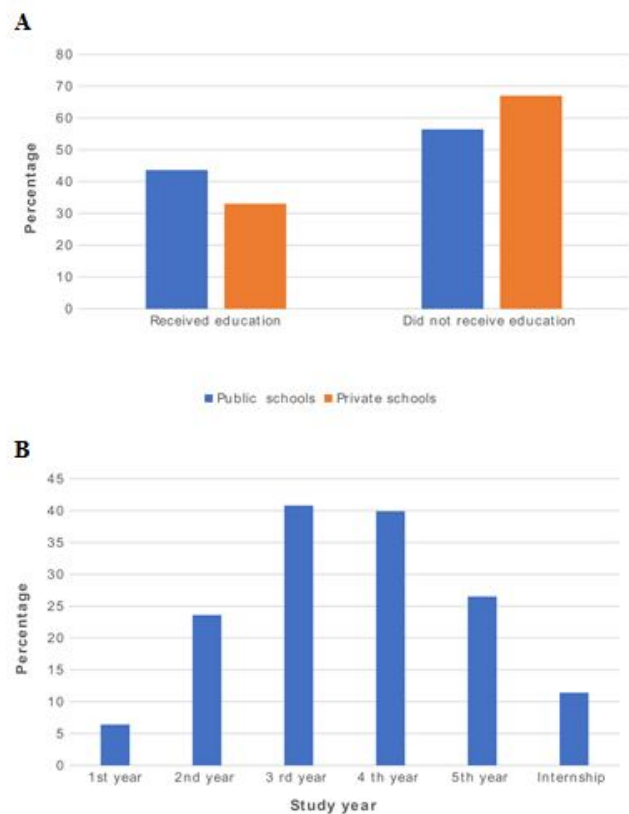 A
80
70
60
50
40
30
20
10
0
Percentage
Received education Did not receive education
Public schools Private schools
B
45
40
35
30
25
20
15
10
5
0
Percentage
1st year 2nd year 3 rd year 4 th year 5th year Internship
Study year